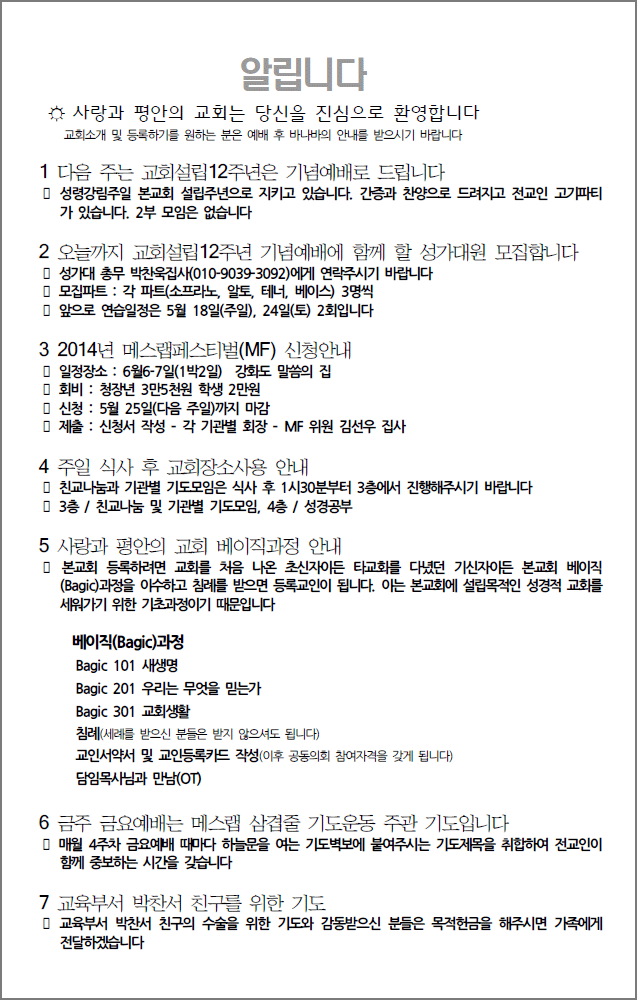 알립니다
☼ 사랑과 평안의 교회는 당신을 진심으로 환영합니다
교회소개 및 등록하기를 원하는 분은 예배 후 바나바의 안내를 받으시기 바랍니다
1 다음 주는 교회설립12주년은 기념예배로 드립니다
▯ 성령강림주일 본교회 설립주년으로 지키고 있습니다. 간증과 찬양으로 드려지고 전교인 고기파티
가 있습니다. 2부 모임은 없습니다
2 오늘까지 교회설립12주년 기념예배에 함께 할 성가대원 모집합니다
▯ 성가대 총무 박찬욱집사(010-9039-3092)에게 연락주시기 바랍니다
▯ 모집파트 : 각 파트(소프라노, 알토, 테너, 베이스) 3명씩
▯ 앞으로 연습일정은 5월 18일(주일), 24일(토) 2회입니다
3 2014년 메스랩페스티벌(MF) 신청안내
▯ 일정장소 : 6월6-7일(1박2일) 강화도 말씀의 집
▯ 회비 : 청장년 3만5천원 학생 2만원
▯ 신청 : 5월 25일(다음 주일)까지 마감
▯ 제출 : 신청서 작성 - 각 기관별 회장 - MF 위원 김선우 집사
4 주일 식사 후 교회장소사용 안내
▯ 친교나눔과 기관별 기도모임은 식사 후 1시30분부터 3층에서 진행해주시기 바랍니다
▯ 3층 / 친교나눔 및 기관별 기도모임, 4층 / 성경공부
5 사랑과 평안의 교회 베이직과정 안내
▯ 본교회 등록하려면 교회를 처음 나온 초신자이든 타교회를 다녔던 기신자이든 본교회 베이직
(Bagic)과정을 이수하고 침례를 받으면 등록교인이 됩니다. 이는 본교회에 설립목적인 성경적 교회를
세워가기 위한 기초과정이기 때문입니다
베이직(Bagic)과정
Bagic 101 새생명
Bagic 201 우리는 무엇을 믿는가
Bagic 301 교회생활
침례(세례를 받으신 분들은 받지 않으셔도 됩니다)
교인서약서 및 교인등록카드 작성(이후 공동의회 참여자격을 갖게 됩니다)
담임목사님과 만남(OT)
6 금주 금요예배는 메스랩 삼겹줄 기도운동 주관 기도입니다
▯ 매월 4주차 금요예배 때마다 하늘문을 여는 기도벽보에 붙여주시는 기도제목을 취합하여 전교인이
함께 중보하는 시간을 갖습니다
7 교육부서 박찬서 친구를 위한 기도
▯ 교육부서 박찬서 친구의 수술을 위한 기도와 감동받으신 분들은 목적헌금을 해주시면 가족에게
전달하겠습니다